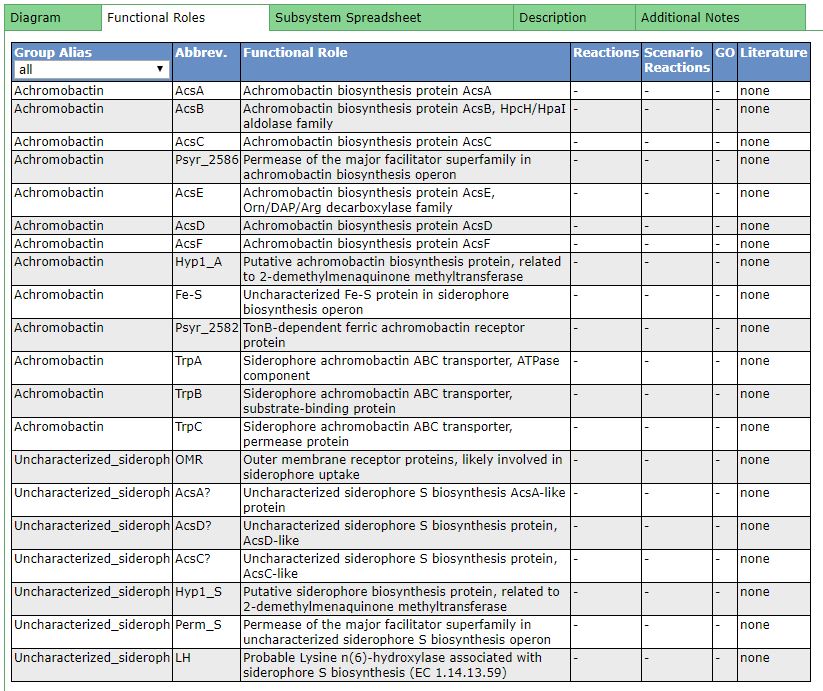 Diagram Functional Roles Subsystem Spreadsheet Description Additional Notes
Group Alias Abbrev. Functional Role Reactions Scenario Reactions GO Literature
all
Achromobactin AcsA Achromobactin biosynthesis protein AcsA - - - none
Achromobactin AcsB Achromobactin biosynthesis protein AcsB, HpcH/HpaI - - - none
aldolase family
Achromobactin AcsC Achromobactin biosynthesis protein AcsC - - - none
Achromobactin Psyr_2586 Permease of the major facilitator superfamily in - - - none
achromobactin biosynthesis operon
Achromobactin AcsE Achromobactin biosynthesis protein AcsE, - - - none
Orn/DAP/Arg decarboxylase family
Achromobactin AcsD Achromobactin biosynthesis protein AcsD - - - none
Achromobactin AcsF Achromobactin biosynthesis protein AcsF - - - none
Achromobactin Hyp1_A Putative achromobactin biosynthesis protein, related - - - none
to 2-demethylmenaquinone methyltransferase
Achromobactin Fe-S Uncharacterized Fe-S protein in siderophore - - - none
biosynthesis operon
Achromobactin Psyr_2582 TonB-dependent ferric achromobactin receptor - - - none
protein
Achromobactin TrpA Siderophore achromobactin ABC transporter, ATPase - - - none
component
Achromobactin TrpB Siderophore achromobactin ABC transporter, - - - none
substrate-binding protein
Achromobactin TrpC Siderophore achromobactin ABC transporter, - - - none
permease protein
Uncharacterized_sideroph OMR Outer membrane receptor proteins, likely involved in - - - none
siderophore uptake
Uncharacterized_sideroph AcsA? Uncharacterized siderophore S biosynthesis AcsA-like - - - none
protein
Uncharacterized_sideroph AcsD? Uncharacterized siderophore S biosynthesis protein, - - - none
AcsD-like
Uncharacterized_sideroph AcsC? Uncharacterized siderophore S biosynthesis protein, - - - none
AcsC-like
Uncharacterized_sideroph Hyp1_S Putative siderophore biosynthesis protein, related to - - - none
2-demethylmenaquinone methyltransferase
Uncharacterized_sideroph Perm_S Permease of the major facilitator superfamily in - - - none
uncharacterized siderophore S biosynthesis operon
Uncharacterized_sideroph LH Probable Lysine n(6)-hydroxylase associated with - - - none
siderophore S biosynthesis (EC 1.14.13.59)